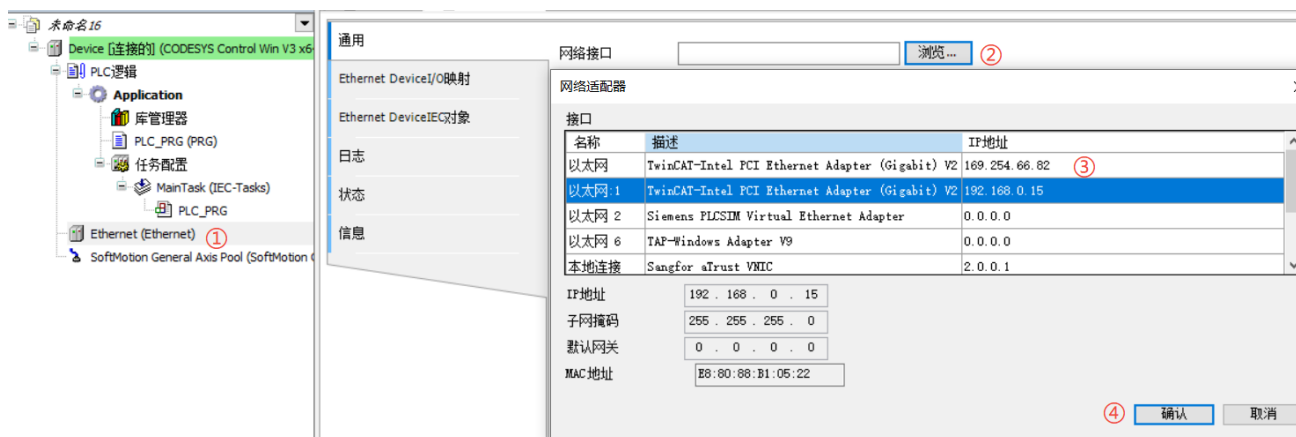 未命名16
Device [连接的] (CODESYS Control Win V3 x6
PLC逻辑
Application
库管理器
PLC_PRG (PRG)
任务配置
MainTask (IEC-Tasks)
PLC_PRG
Ethernet (Ethernet) ①
SoftMotion General Axis Pool (SoftMotion
通用
Ethernet DeviceI/O映射
Ethernet DeviceIEC对象
日志
状态
信息
网络接口 浏览... ②
网络适配器
接口
名称 描述 IP地址
以太网 TwinCAT-Intel PCI Ethernet Adapter (Gigabit) V2 169.254.66.82 ③
以太网:1 TwinCAT-Intel PCI Ethernet Adapter (Gigabit) V2 192.168.0.15
以太网 2 Siemens PLCSIM Virtual Ethernet Adapter 0.0.0.0
以太网 6 TAP-Windows Adapter V9 0.0.0.0
本地连接 Sangfor aTrust VNIC 2.0.0.1
IP地址 192 . 168 . 0 . 15
子网掩码 255 . 255 . 255 . 0
默认网关 0 . 0 . 0 . 0
MAC地址 E8:80:88:B1:05:22
④ 确认 取消